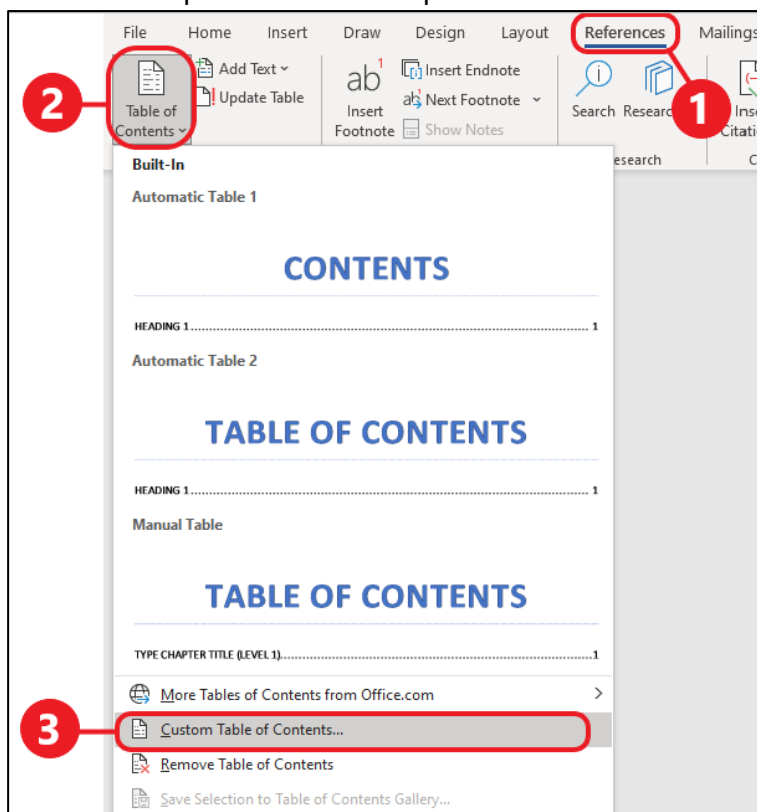 File Home Insert Draw Design Layout References Mailings
1
2
Table of
Contents
Add Text
Update Table
ab1
Insert
Footnote
Insert Endnote
Next Footnote
Show Notes
Search Researc
Inse
Citati
esearch
C
Built-In
Automatic Table 1
CONTENTS
HEADING 1 1
Automatic Table 2
TABLE OF CONTENTS
HEADING 1 1
Manual Table
TABLE OF CONTENTS
TYPE CHAPTER TITLE (LEVEL 1) 1
More Tables of Contents from Office.com
3
Custom Table of Contents...
Remove Table of Contents
Save Selection to Table of Contents Gallery...